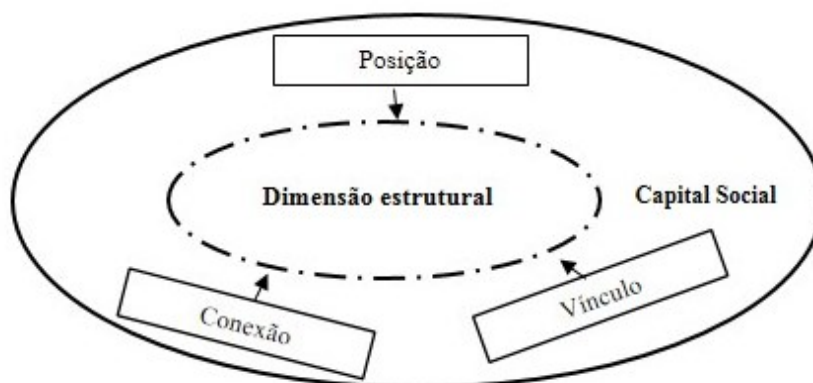 Posição
Dimensão estrutural
Capital Social
Conexão
Vínculo